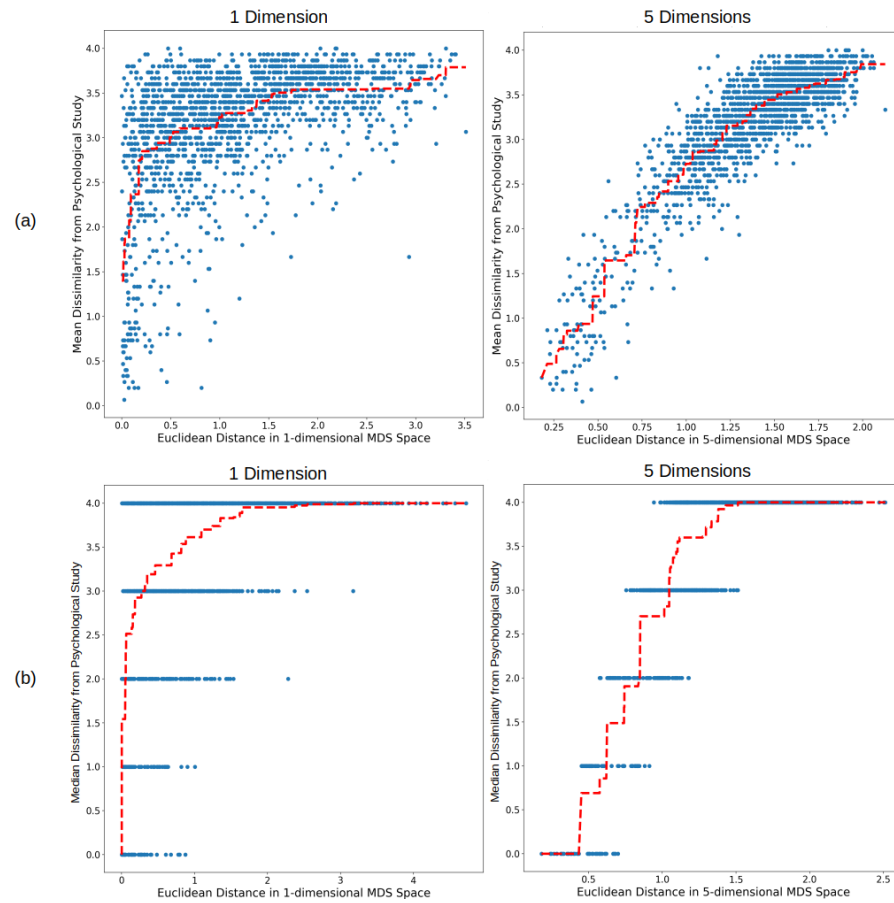 1 Dimension
5 Dimensions
(a)
Mean Dissimilarity from Psychological Study
4.0
3.5
3.0
2.5
2.0
1.5
1.0
0.5
0.0
0.0 0.5 1.0 1.5 2.0 2.5 3.0 3.5
Euclidean Distance in 1-dimensional MDS Space
Mean Dissimilarity from Psychological Study
4.0
3.5
3.0
2.5
2.0
1.5
1.0
0.5
0.0
0.25 0.50 0.75 1.00 1.25 1.50 1.75 2.00
Euclidean Distance in 5-dimensional MDS Space
1 Dimension
5 Dimensions
(b)
Median Dissimilarity from Psychological Study
4.0
3.5
3.0
2.5
2.0
1.5
1.0
0.5
0.0
0 1 2 3 4
Euclidean Distance in 1-dimensional MDS Space
Median Dissimilarity from Psychological Study
4.0
3.5
3.0
2.5
2.0
1.5
1.0
0.5
0.0
0.5 1.0 1.5 2.0 2.5
Euclidean Distance in 5-dimensional MDS Space